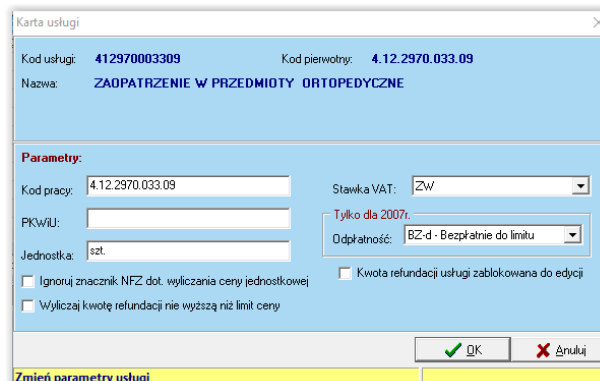 Karta usługi
Kod usługi: 412970003309 Kod pierwotny: 4.12.2970.033.09
Nazwa: ZAOPATRZENIE W PRZEDMIOTY ORTOPEDYCZNE
Parametry:
Kod pracy: 4.12.2970.033.09 Stawka VAT: ZW
PKWiU: Tylko dla 2007r.
Odpłatność: BZ-d - Bezpłatnie do limitu
Jednostka: szt.
Ignoruj znacznik NFZ dot. wyliczania ceny jednostkowej Kwota refundacji usługi zablokowana do edycji
Wyliczaj kwotę refundacji nie wyższą niż limit ceny
OK Anuluj
Zmień parametry usługi